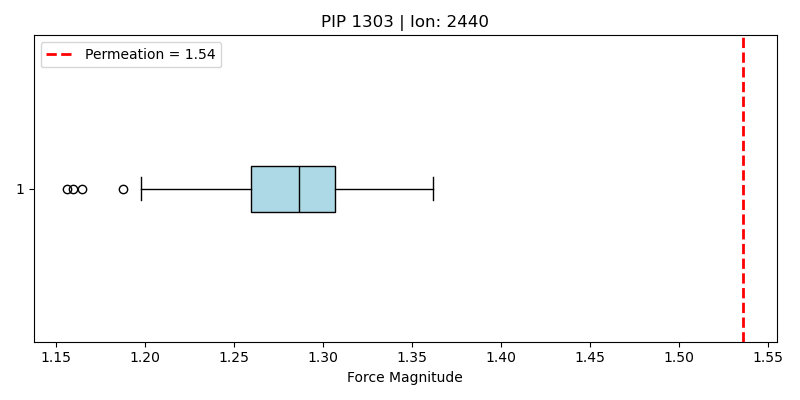 PIP 1303 | Ion: 2440
Permeation = 1.54
1
1.15 1.20 1.25 1.30 1.35 1.40 1.45 1.50 1.55
Force Magnitude